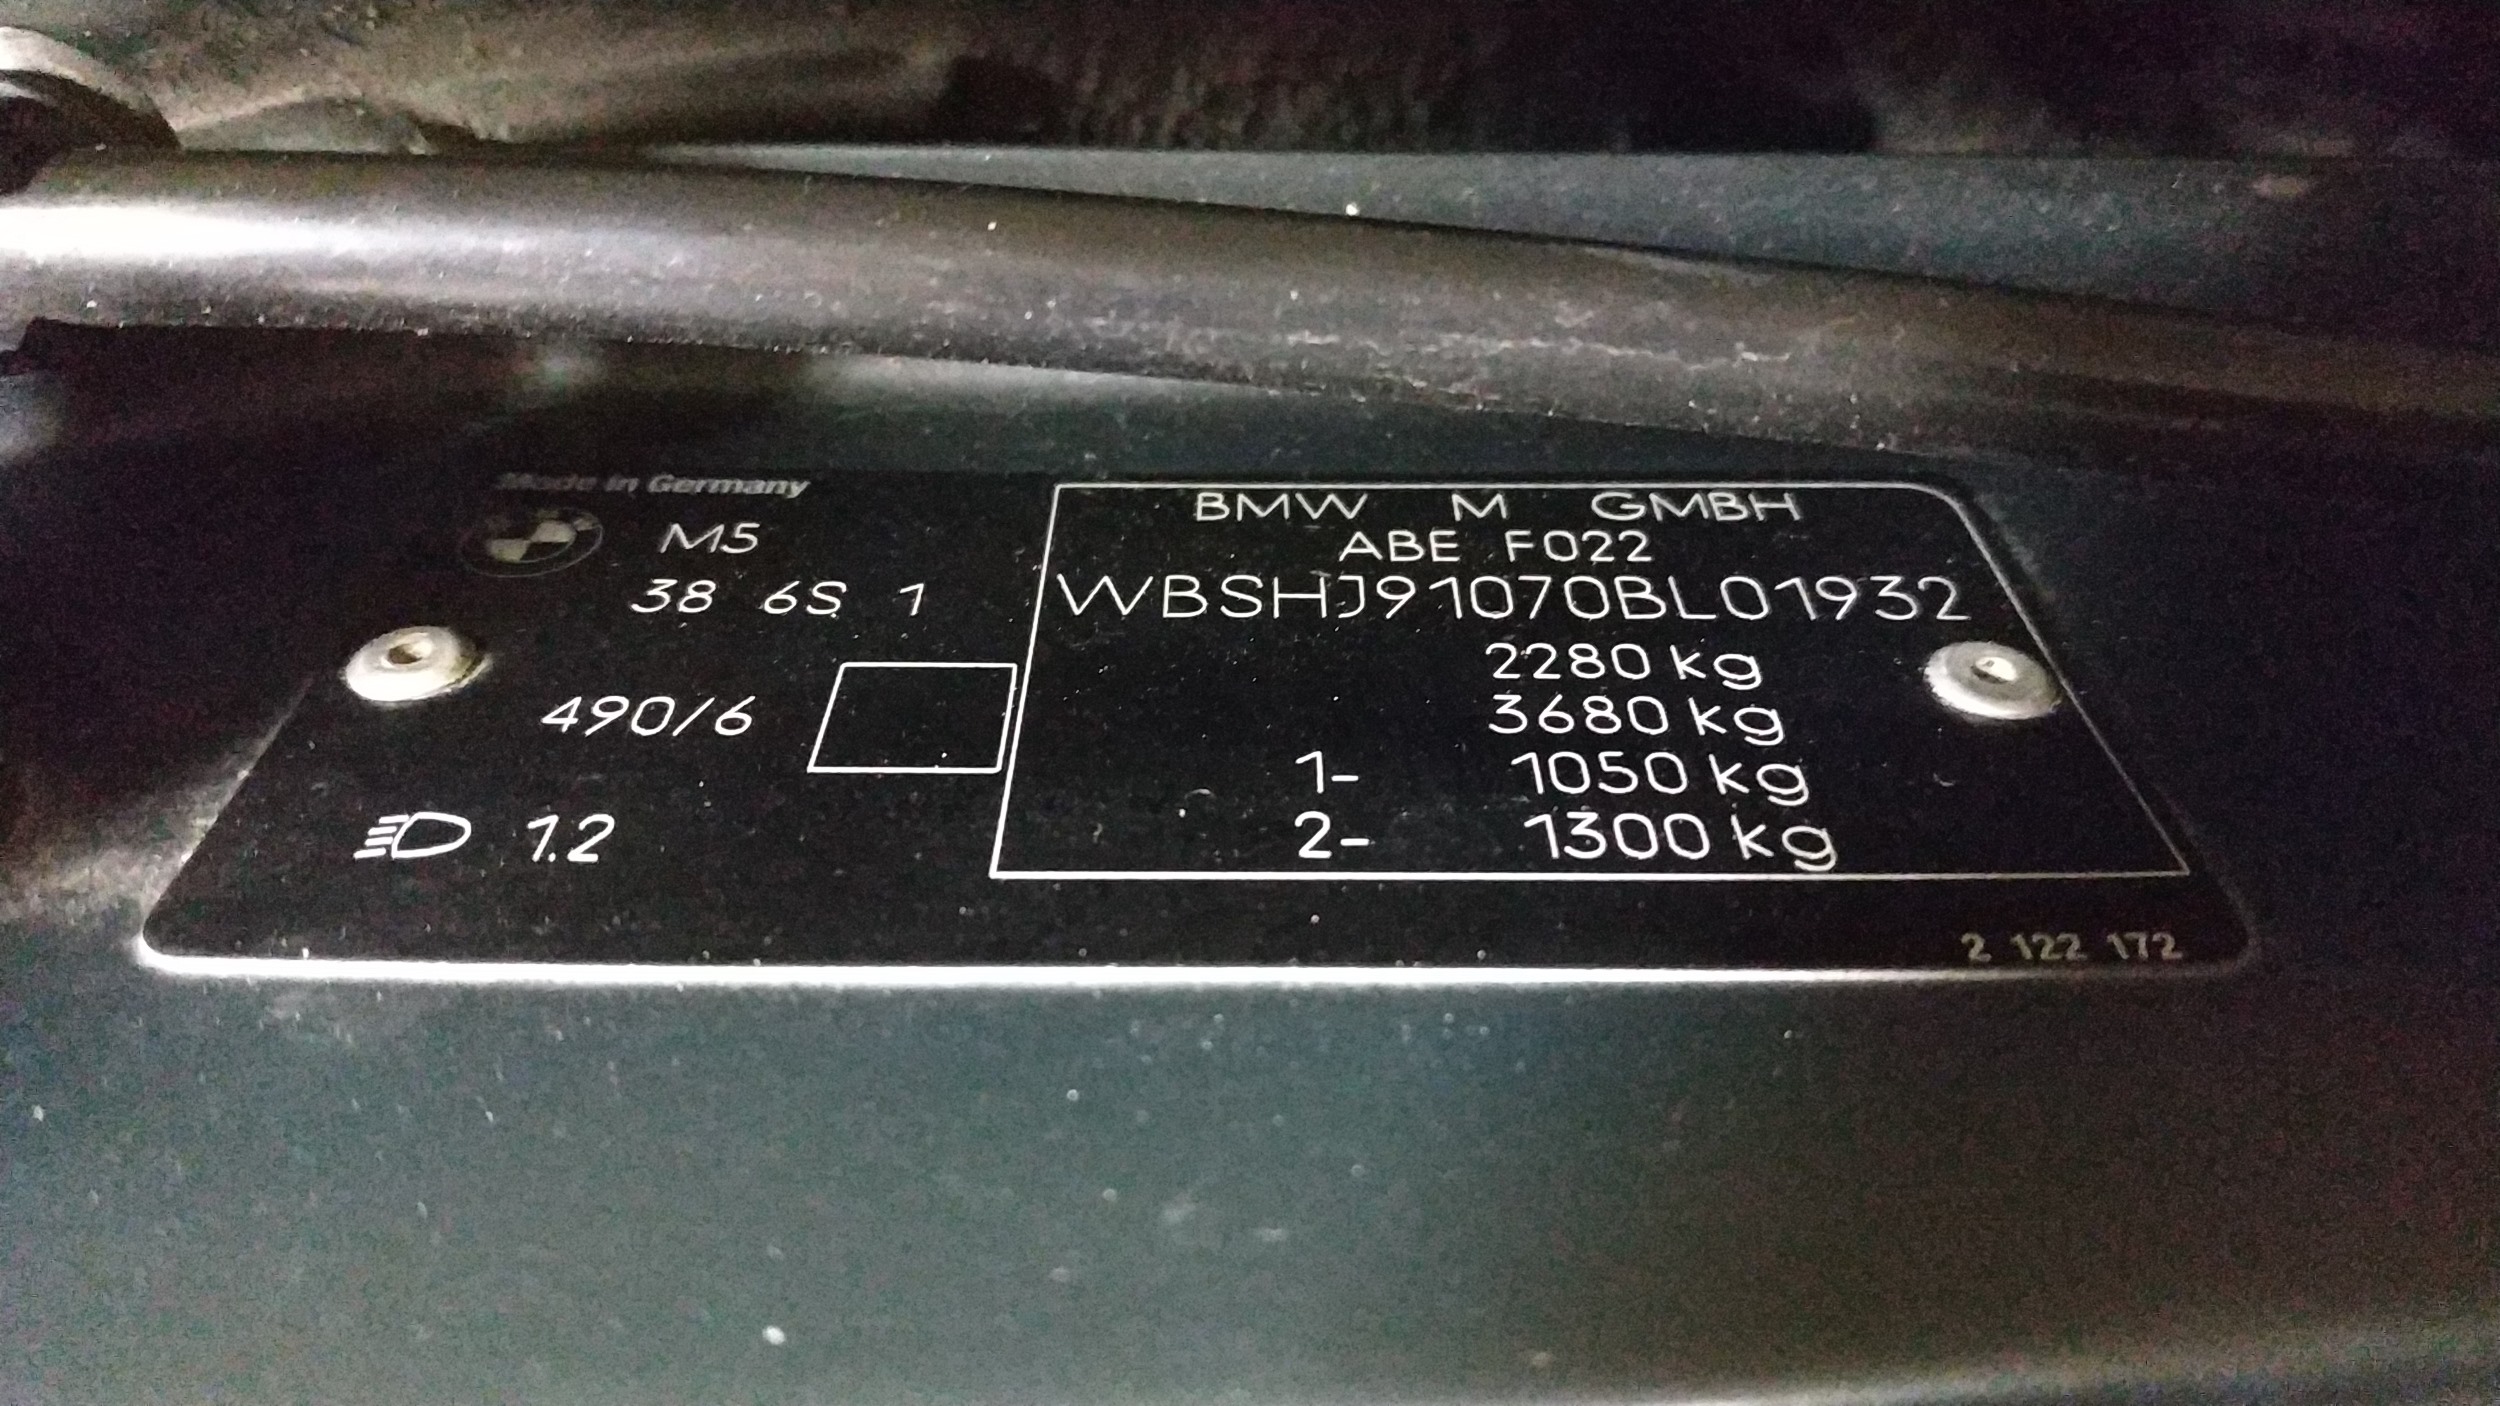 Made in Germany
M5
38 6S 1
490/6
1.2
BMW M GMBH
ABE F022
WBSHJ91070BL01932
2280 kg
3680 kg
1- 1050 kg
2- 1300 kg
2 122 172